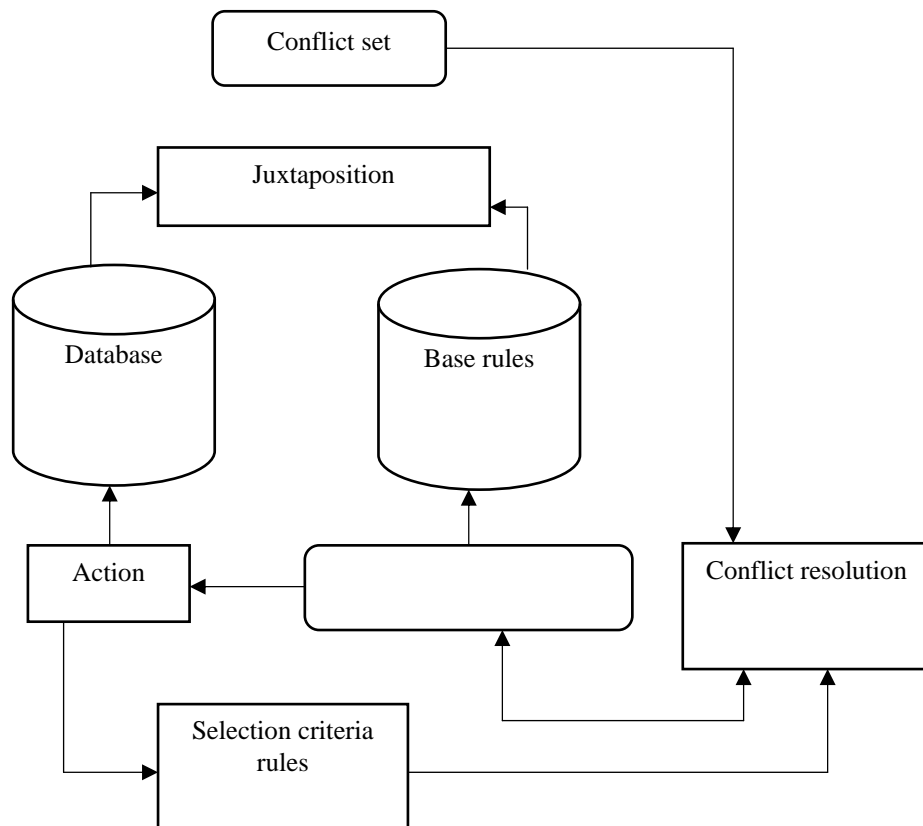 Conflict set
Juxtaposition
Database
Base rules
Action
Conflict resolution
Selection criteria
rules